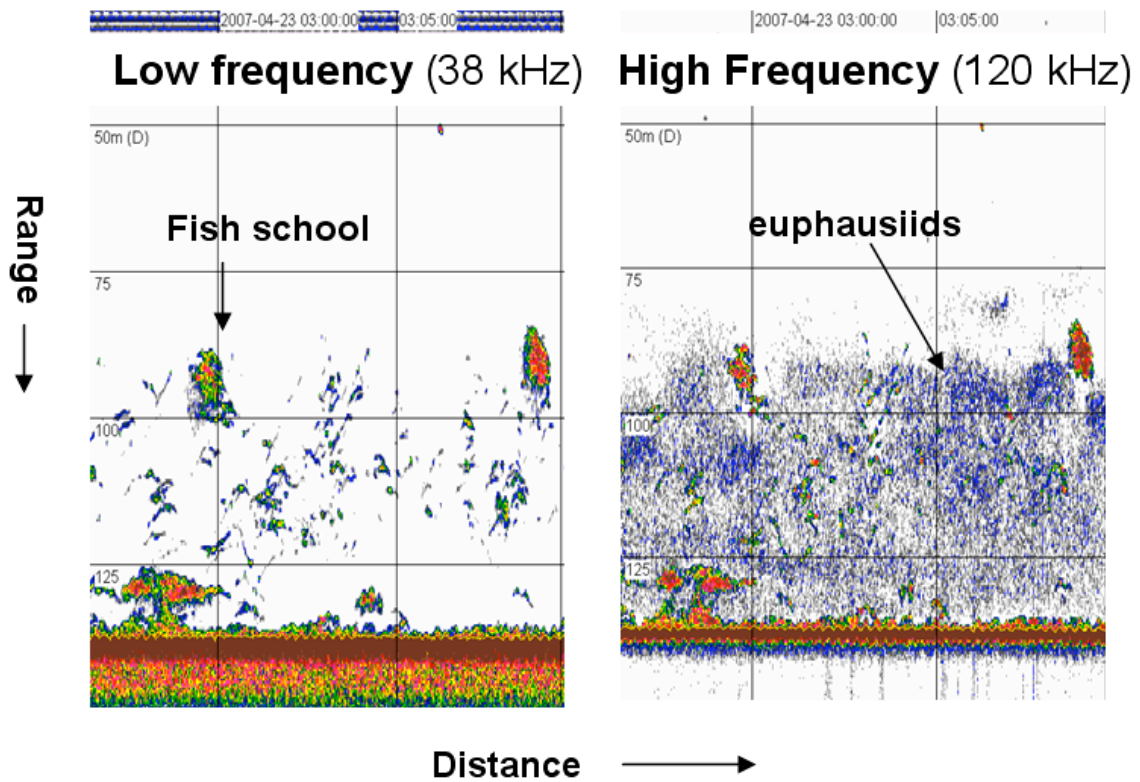 2007-04-23 03:00:00 03:05:00
Low frequency (38 kHz)
50m (D)
Fish school
75
100
125
Range
2007-04-23 03:00:00 03:05:00
High Frequency (120 kHz)
50m (D)
euphausiids
75
100
125
Distance